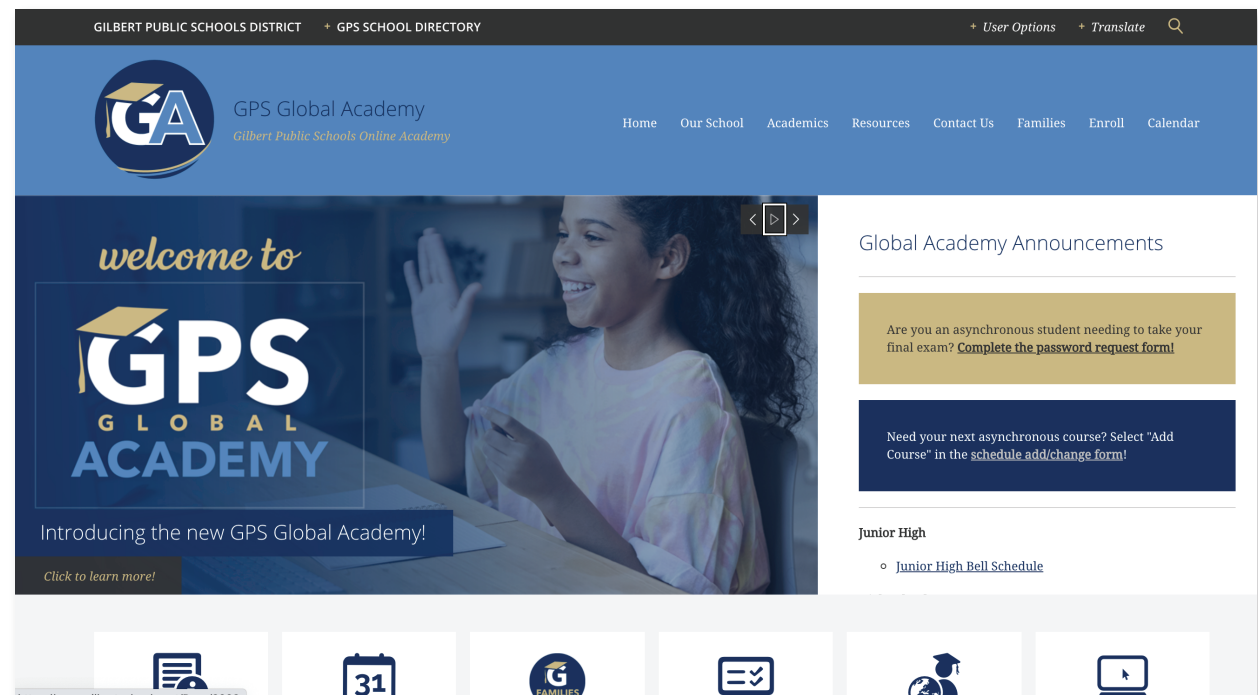 GILBERT PUBLIC SCHOOLS DISTRICT + GPS SCHOOL DIRECTORY + User Options + Translate
GA
GPS Global Academy
Gilbert Public Schools Online Academy
Home Our School Academics Resources Contact Us Families Enroll Calendar
welcome to
GPS
GLOBAL
ACADEMY
Introducing the new GPS Global Academy!
Click to learn more!
Global Academy Announcements
Are you an asynchronous student needing to take your
final exam? Complete the password request form!
Need your next asynchronous course? Select "Add
Course" in the schedule add/change form!
Junior High
Junior High Bell Schedule
31
G
FAMILIES